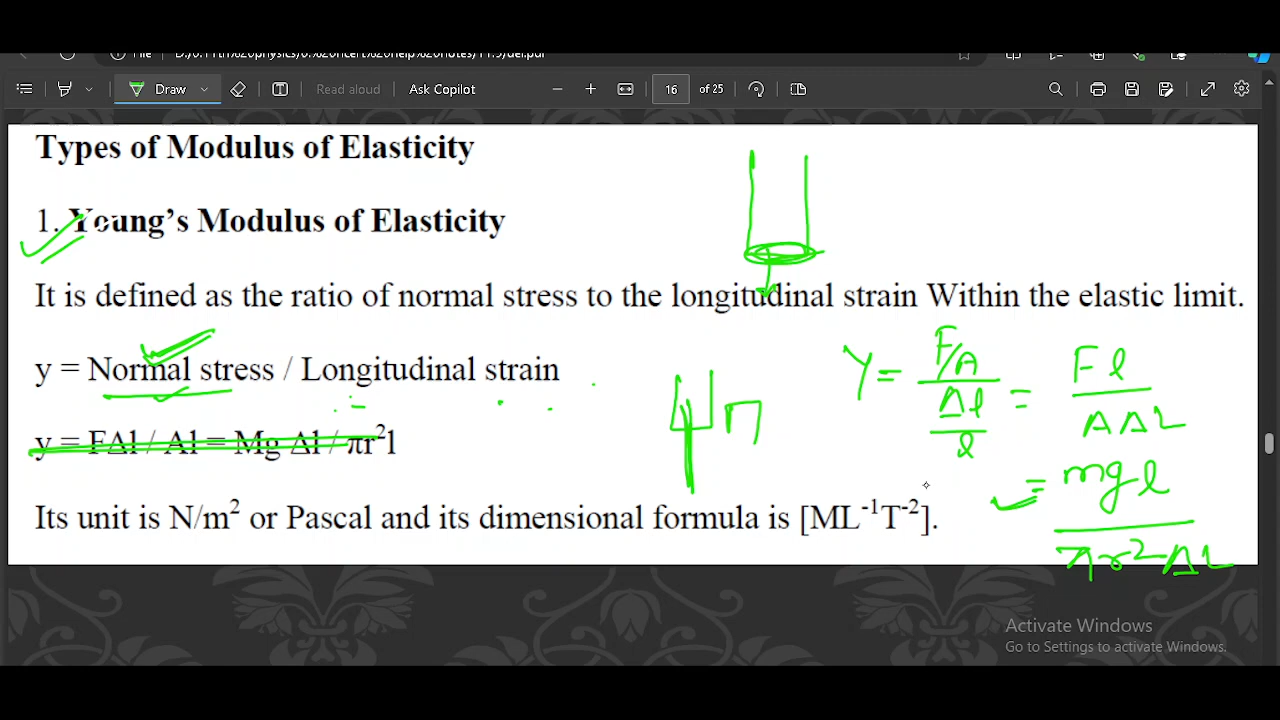 Draw
Read aloud
Ask Copilot
16
of 25
Types of Modulus of Elasticity
1. Young's Modulus of Elasticity
It is defined as the ratio of normal stress to the longitudinal strain Within the elastic limit.
y = Normal stress / Longitudinal strain
y = FΔl / Al = Mg Δl / πr²l
Y = F/A / Δl/l = Fl / AΔL
= mgl / πr²ΔL
Its unit is N/m² or Pascal and its dimensional formula is [ML⁻¹T⁻²].
Activate Windows
Go to Settings to activate Windows.